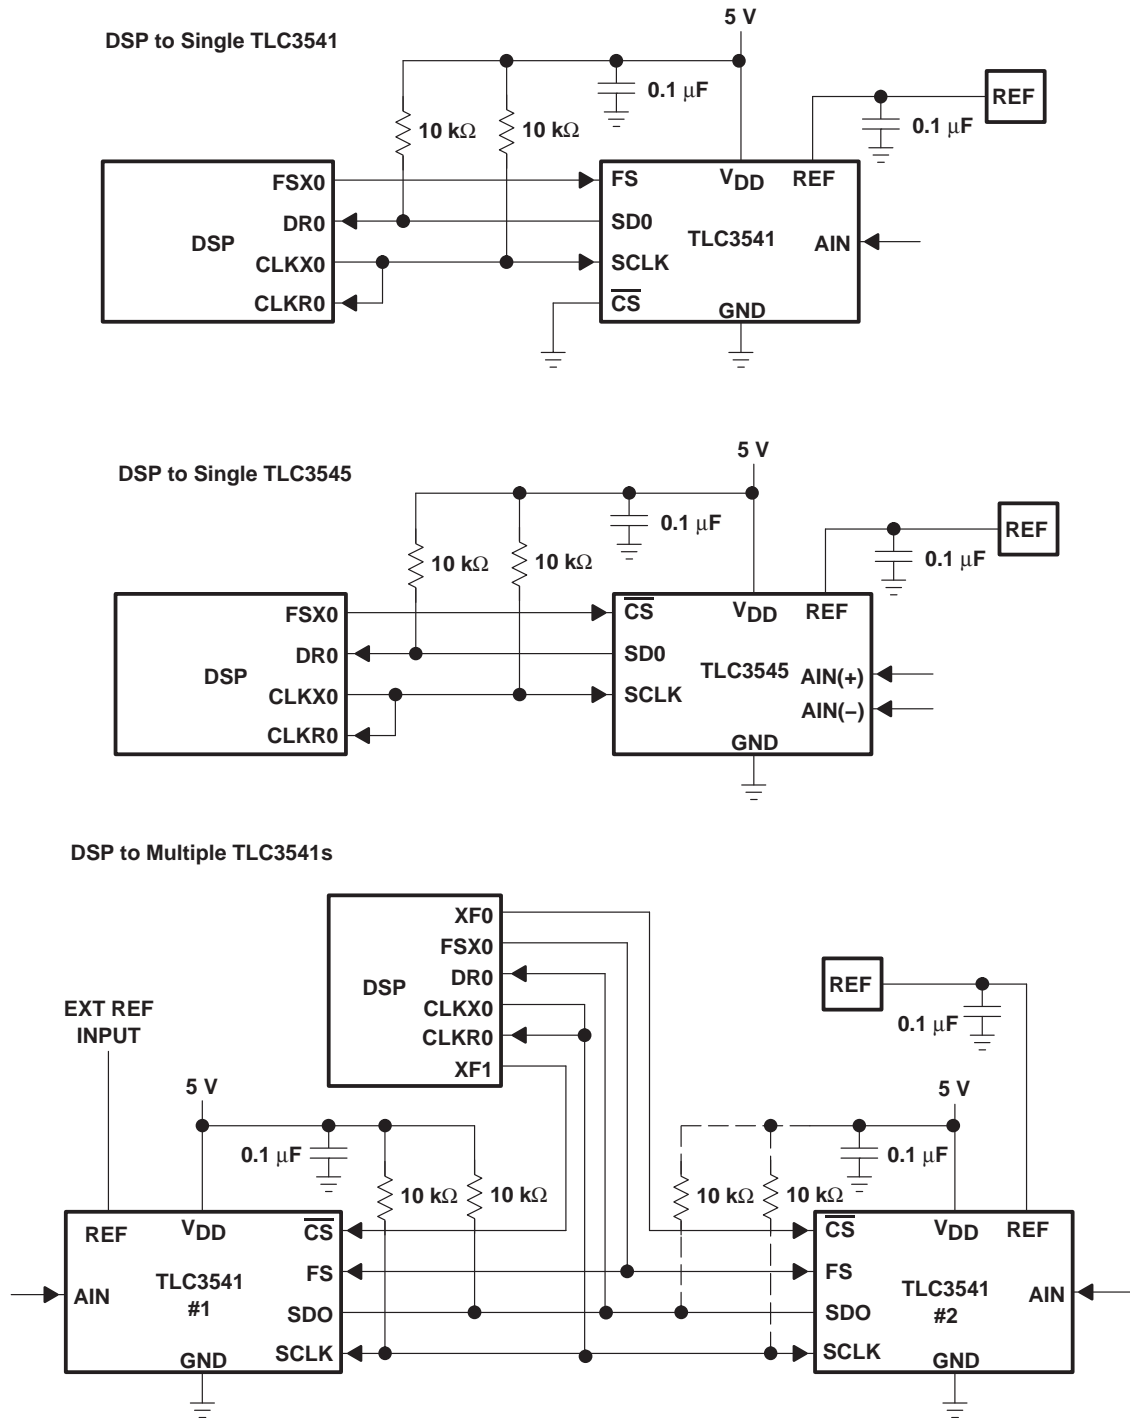 DSP to Single TLC3541
5 V
0.1 μF
REF
10 kΩ
10 kΩ
0.1 μF
FSX0
DR0
DSP
CLKX0
CLKR0
FS
VDD
REF
SD0
TLC3541
AIN
SCLK
CS
GND
DSP to Single TLC3545
5 V
0.1 μF
REF
10 kΩ
10 kΩ
0.1 μF
FSX0
DR0
DSP
CLKX0
CLKR0
CS
VDD
REF
SD0
TLC3545
AIN(+)
SCLK
AIN(−)
GND
DSP to Multiple TLC3541s
XF0
FSX0
DR0
DSP
CLKX0
CLKR0
XF1
REF
0.1 μF
EXT REF
INPUT
5 V
0.1 μF
10 kΩ
10 kΩ
5 V
0.1 μF
10 kΩ
10 kΩ
REF
VDD
CS
FS
AIN
TLC3541
#1
SDO
GND
SCLK
CS
VDD
REF
FS
TLC3541
#2
AIN
SDO
SCLK
GND